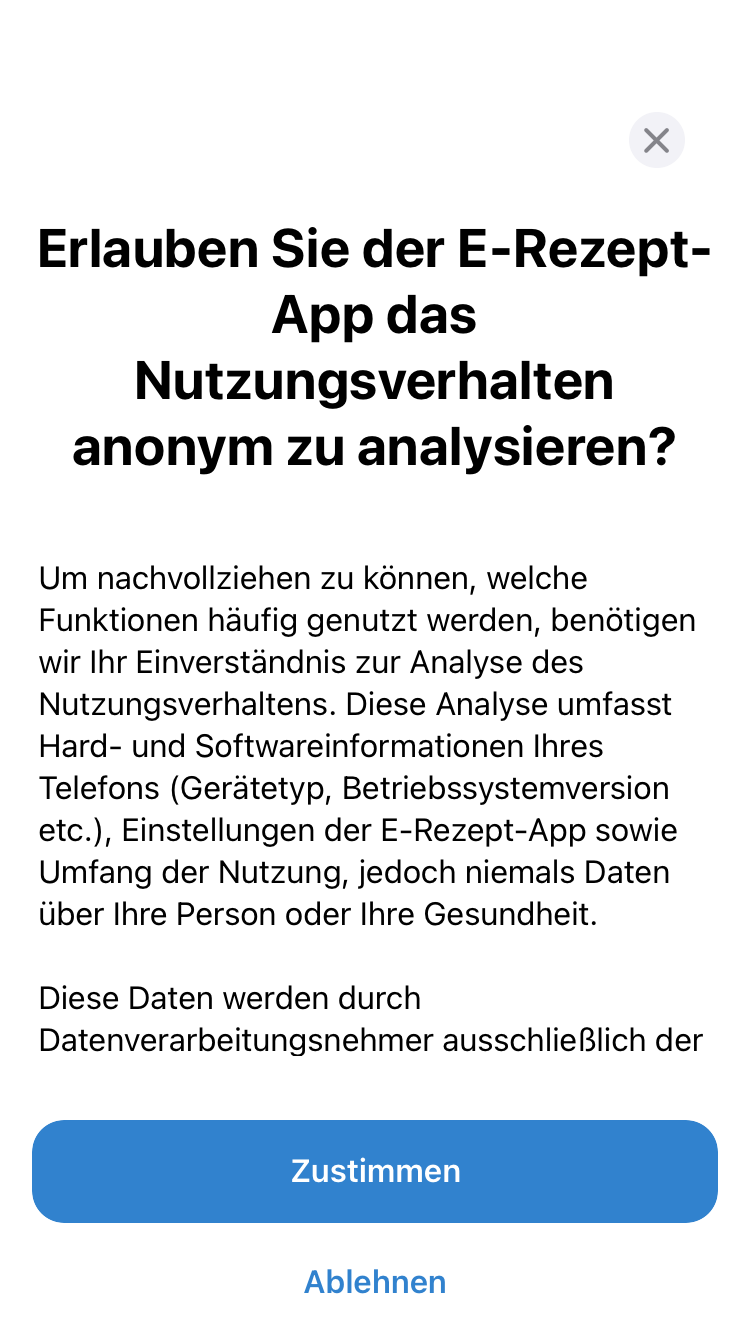 Erlauben Sie der E-Rezept-
App das
Nutzungsverhalten
anonym zu analysieren?
Um nachvollziehen zu können, welche
Funktionen häufig genutzt werden, benötigen
wir Ihr Einverständnis zur Analyse des
Nutzungsverhaltens. Diese Analyse umfasst
Hard- und Softwareinformationen Ihres
Telefons (Gerätetyp, Betriebssystemversion
etc.), Einstellungen der E-Rezept-App sowie
Umfang der Nutzung, jedoch niemals Daten
über Ihre Person oder Ihre Gesundheit.
Diese Daten werden durch
Datenverarbeitungsnehmer ausschließlich der
Zustimmen
Ablehnen